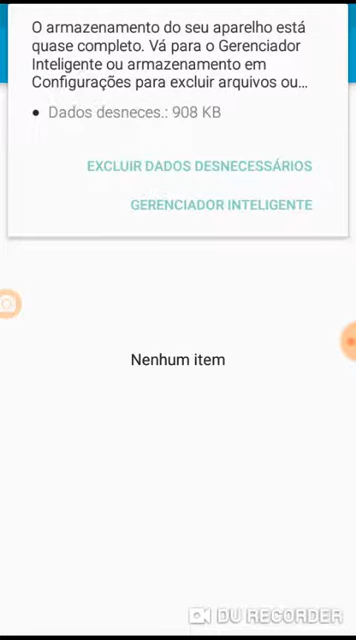 O armazenamento do seu aparelho está
quase completo. Vá para o Gerenciador
Inteligente ou armazenamento em
Configurações para excluir arquivos ou...
• Dados desneces.: 908 KB
EXCLUIR DADOS DESNECESSÁRIOS
GERENCIADOR INTELIGENTE
Nenhum item
DU RECORDER